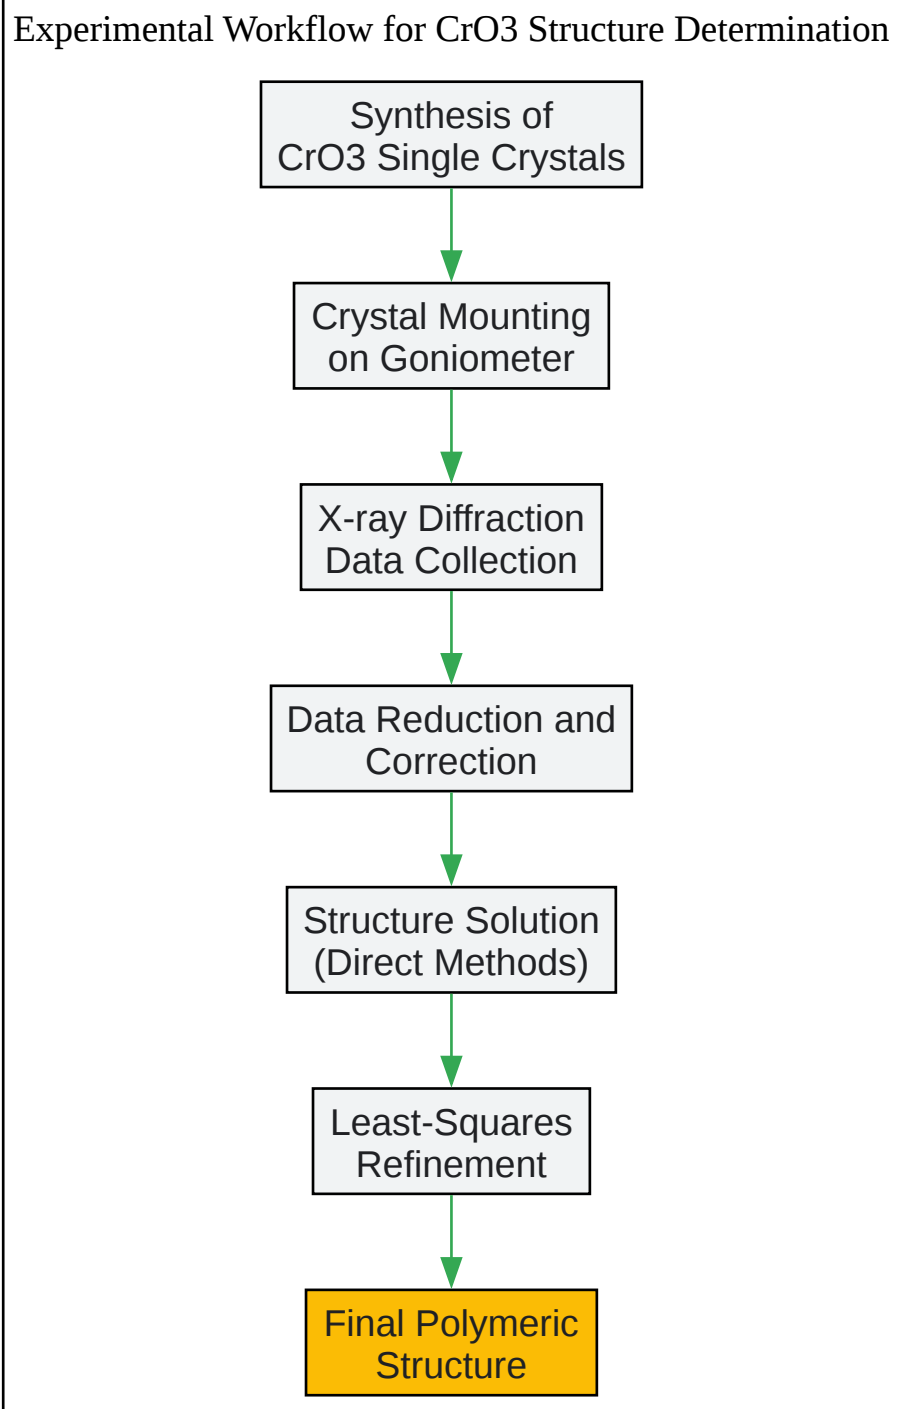 Experimental Workflow for CrO3 Structure Determination
Synthesis of
CrO3 Single Crystals
Crystal Mounting
on Goniometer
X-ray Diffraction
Data Collection
Data Reduction and
Correction
Structure Solution
(Direct Methods)
Least-Squares
Refinement
Final Polymeric
Structure